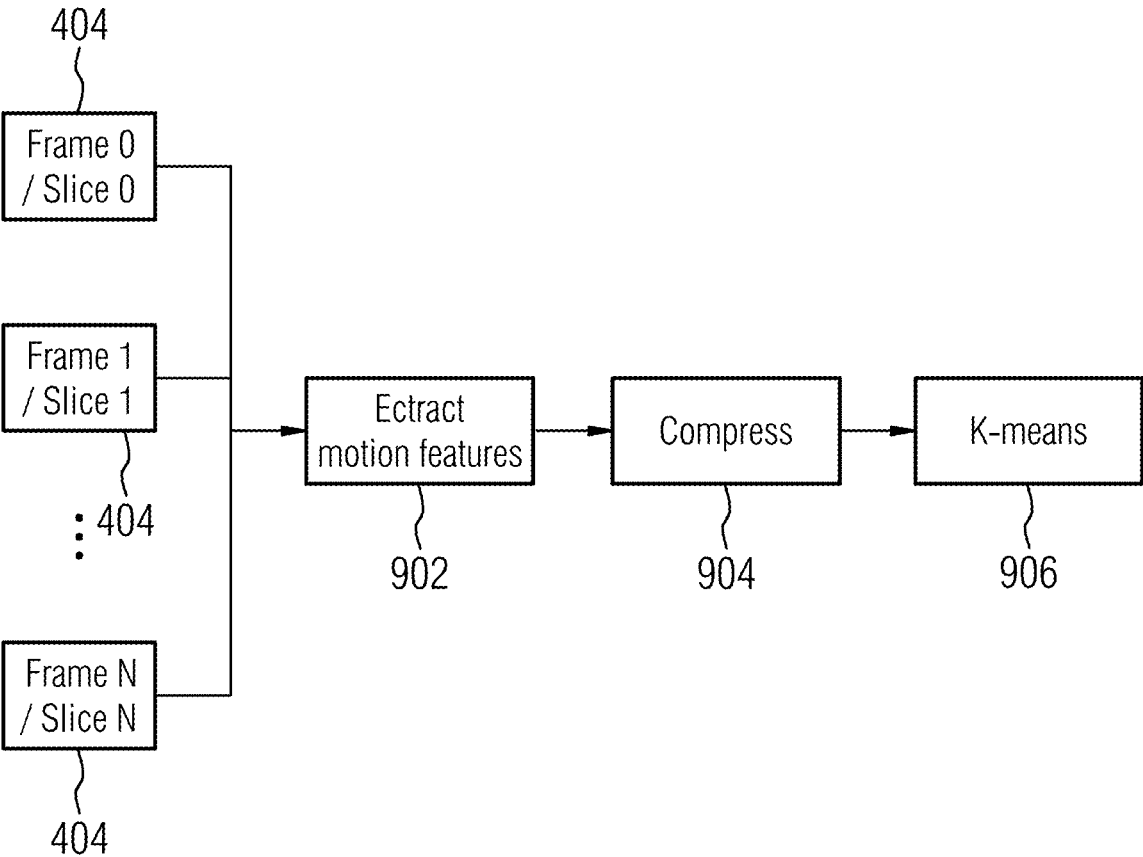 404
Frame 0
/ Slice 0
Frame 1
/ Slice 1
404
Frame N
/ Slice N
404
Ectract
motion features
902
Compress
904
K-means
906